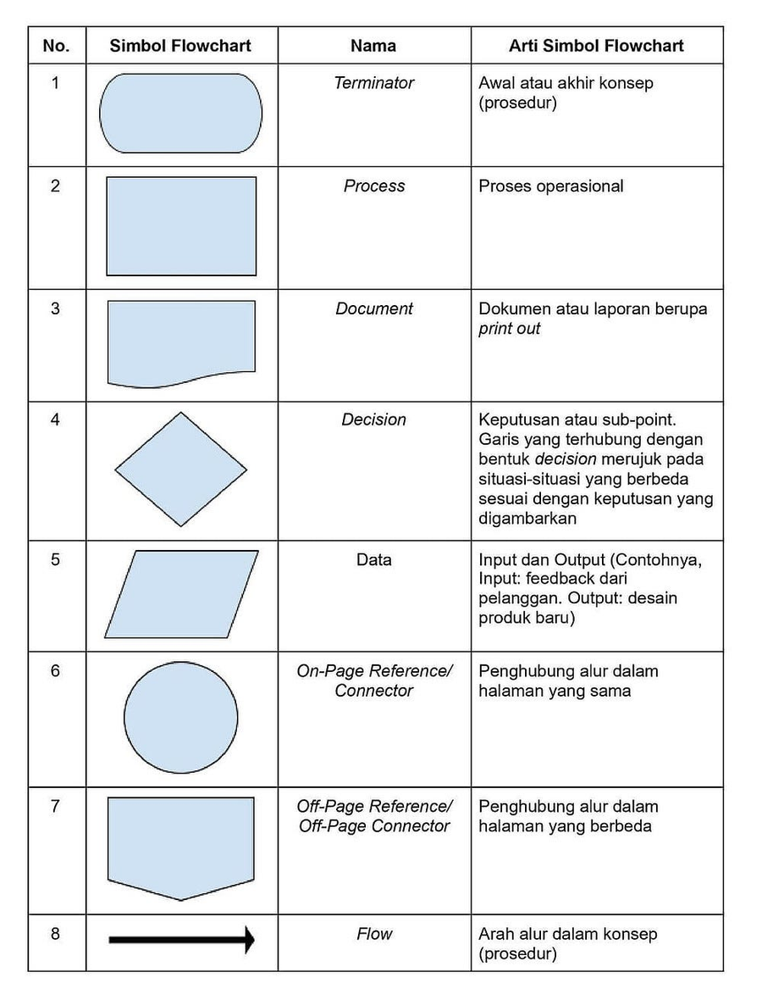 No. Simbol Flowchart Nama Arti Simbol Flowchart
1 Terminator Awal atau akhir konsep
(prosedur)
2 Process Proses operasional
3 Document Dokumen atau laporan berupa
print out
4 Decision Keputusan atau sub-point.
Garis yang terhubung dengan
bentuk decision merujuk pada
situasi-situasi yang berbeda
sesuai dengan keputusan yang
digambarkan
5 Data Input dan Output (Contohnya,
Input: feedback dari
pelanggan. Output: desain
produk baru)
6 On-Page Reference/ Penghubung alur dalam
Connector halaman yang sama
7 Off-Page Reference/ Penghubung alur dalam
Off-Page Connector halaman yang berbeda
8 Flow Arah alur dalam konsep
(prosedur)